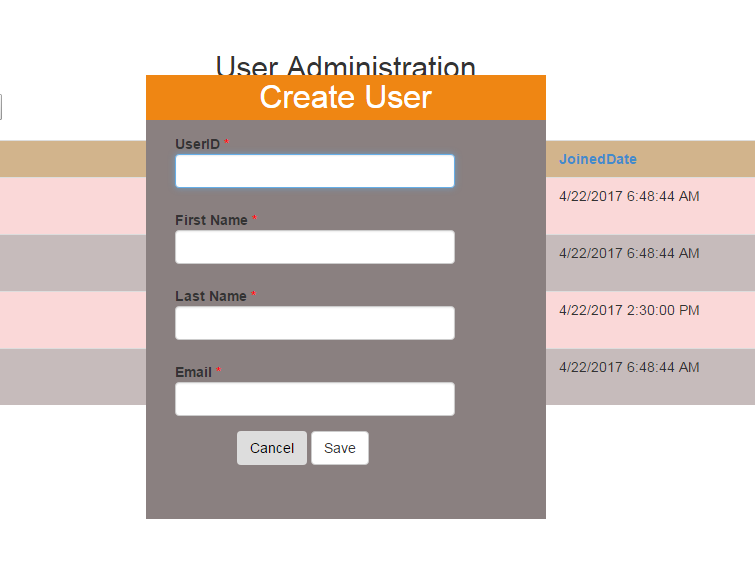 User Administration
Create User
UserID *
JoinedDate
4/22/2017 6:48:44 AM
First Name *
4/22/2017 6:48:44 AM
Last Name *
4/22/2017 2:30:00 PM
Email *
4/22/2017 6:48:44 AM
Cancel Save